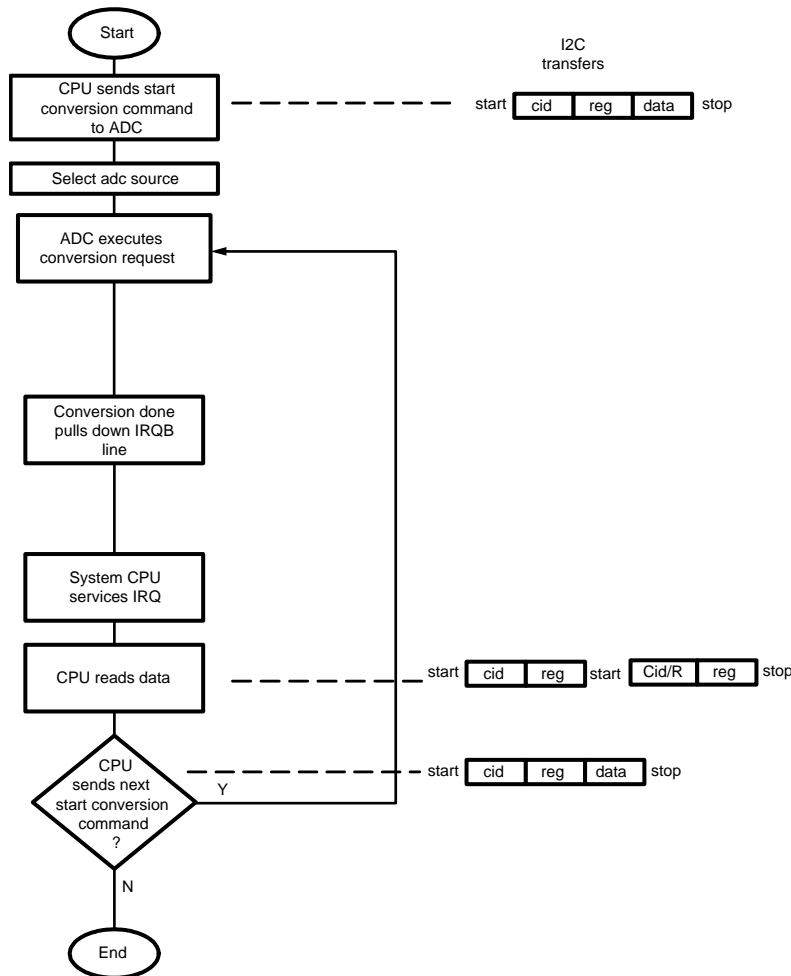 Start
I2C
transfers
CPU sends start
conversion command
to ADC
start cid reg data stop
Select adc source
ADC executes
conversion request
Conversion done
pulls down IRQB
line
System CPU
services IRQ
CPU reads data
start cid reg start Cid/R reg stop
CPU
sends next
start conversion
command
?
start cid reg data stop
Y
N
End